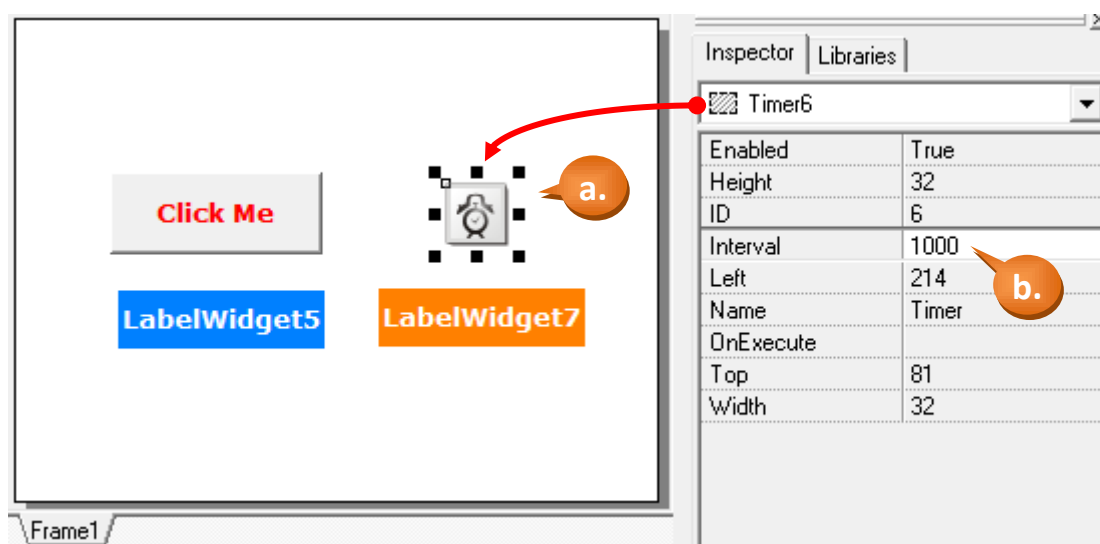 Inspector Libraries
Timer6
Enabled True
Height 32
ID 6
Interval 1000
Left 214
Name Timer
OnExecute
Top 81
Width 32
a.
b.
Click Me
LabelWidget5 LabelWidget7
Frame1